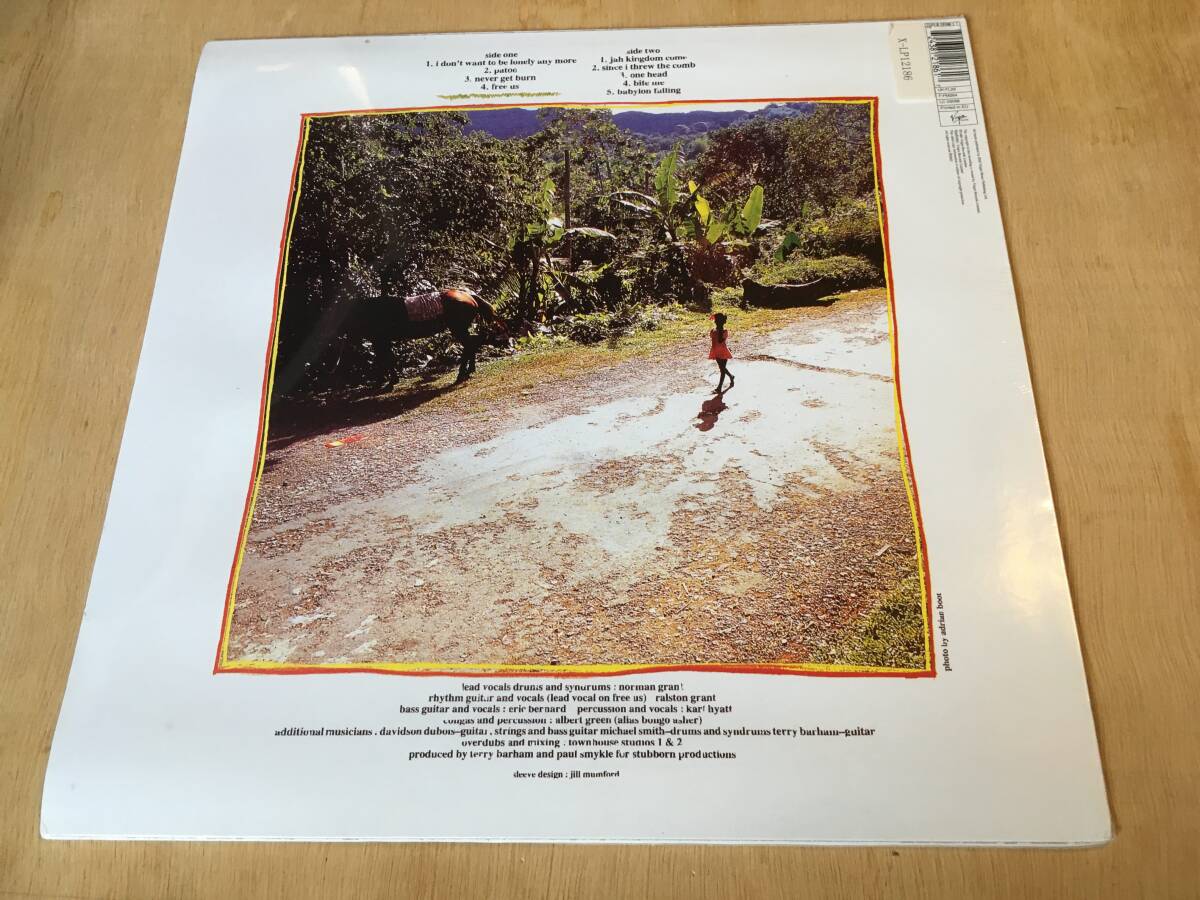 side one
1. i don't want to be lonely any more
2. patoo
3. never get burn
4. free us
side two
1. jah kingdom come
2. since i threw the comb
3. one head
4. bite me
5. babylon falling
X-LP12186
Printed in EU
photo by adrian boot
lead vocals drums and syndrums : norman grant
rhythm guitar and vocals (lead vocal on free us) ralston grant
bass guitar and vocals : eric bernard percussion and vocals : karl hyatt
congas and percussion : albert green (alias bongo asher)
additional musicians . davidson dubois–guitar , strings and bass guitar michael smith–drums and syndrums terry barham–guitar
overdubs and mixing . townhouse studios 1 & 2
produced by terry barham and paul smykle for stubborn productions
sleeve design : jill mumford